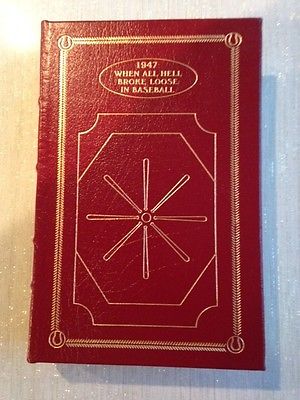 1947
WHEN ALL HELL
BROKE LOOSE
IN BASEBALL